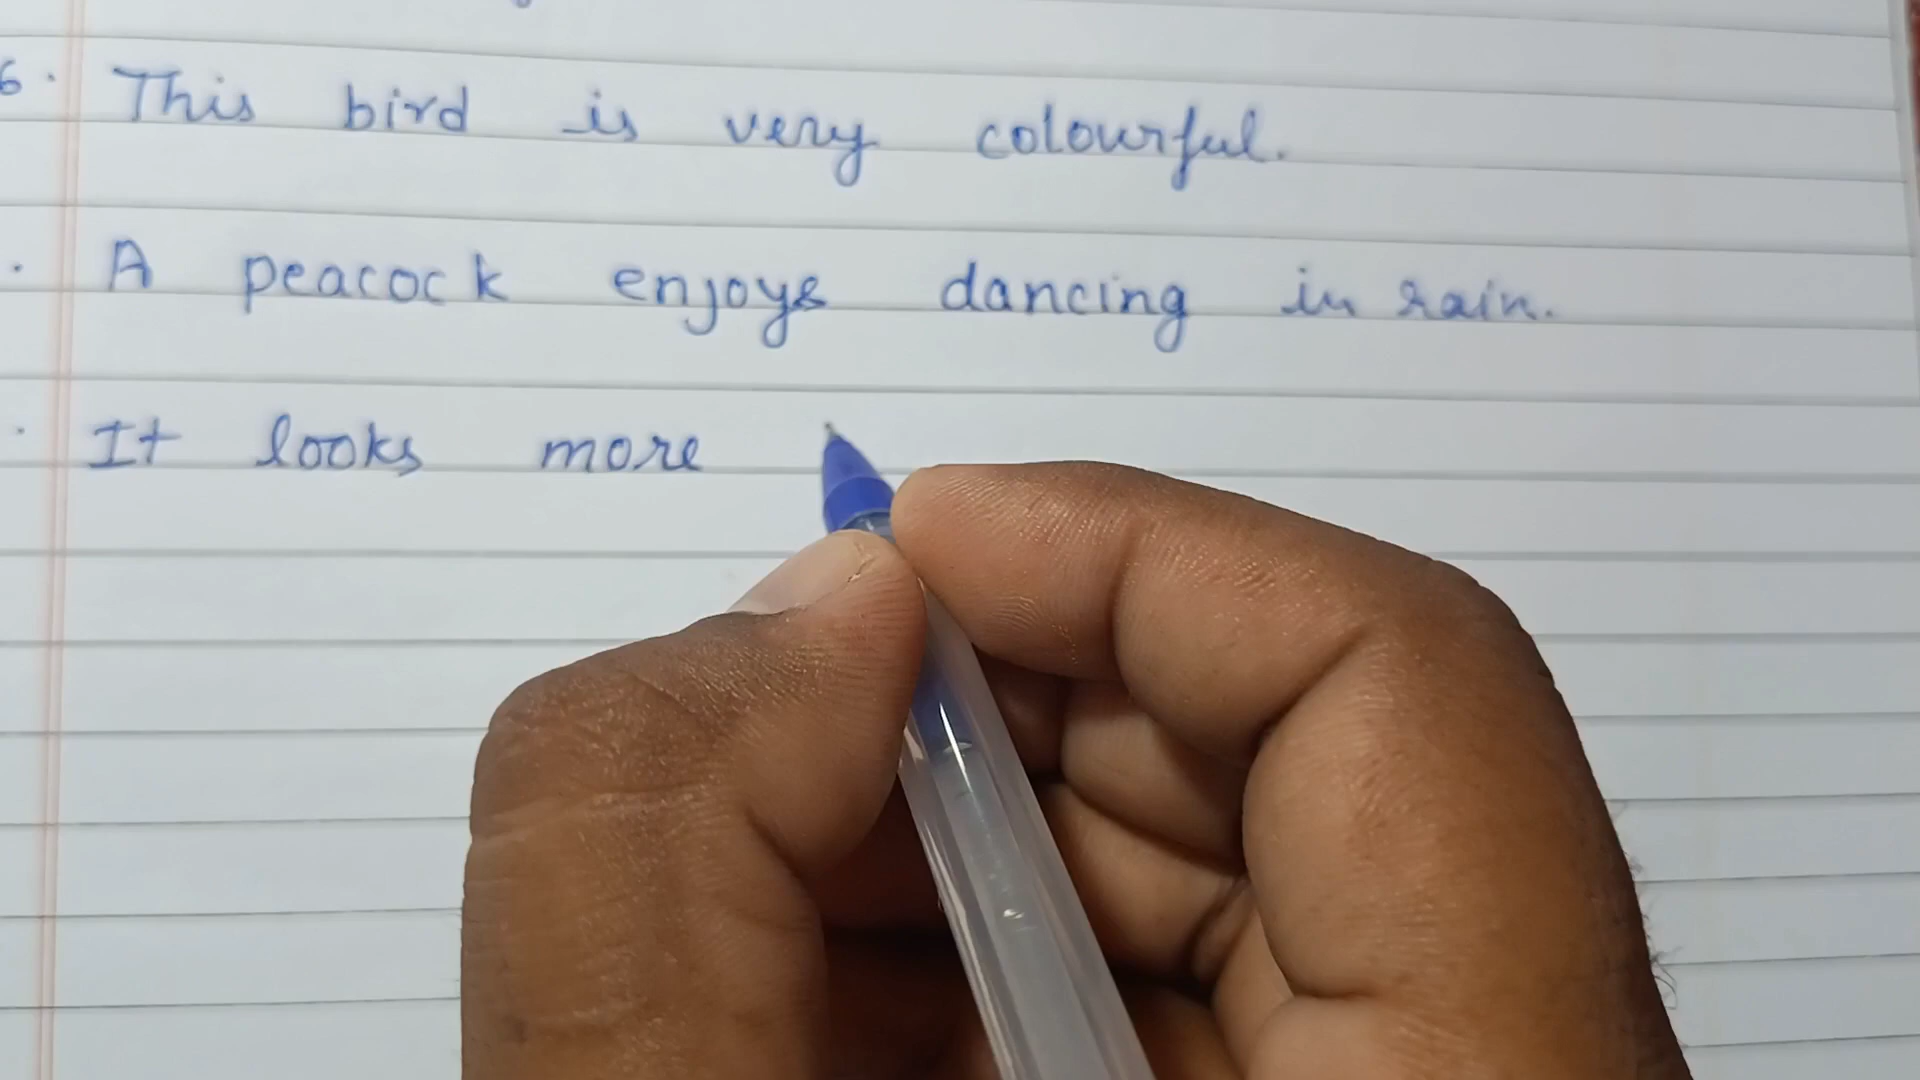 6. This bird is very colourful.
. A peacock enjoys dancing in rain.
. It looks more